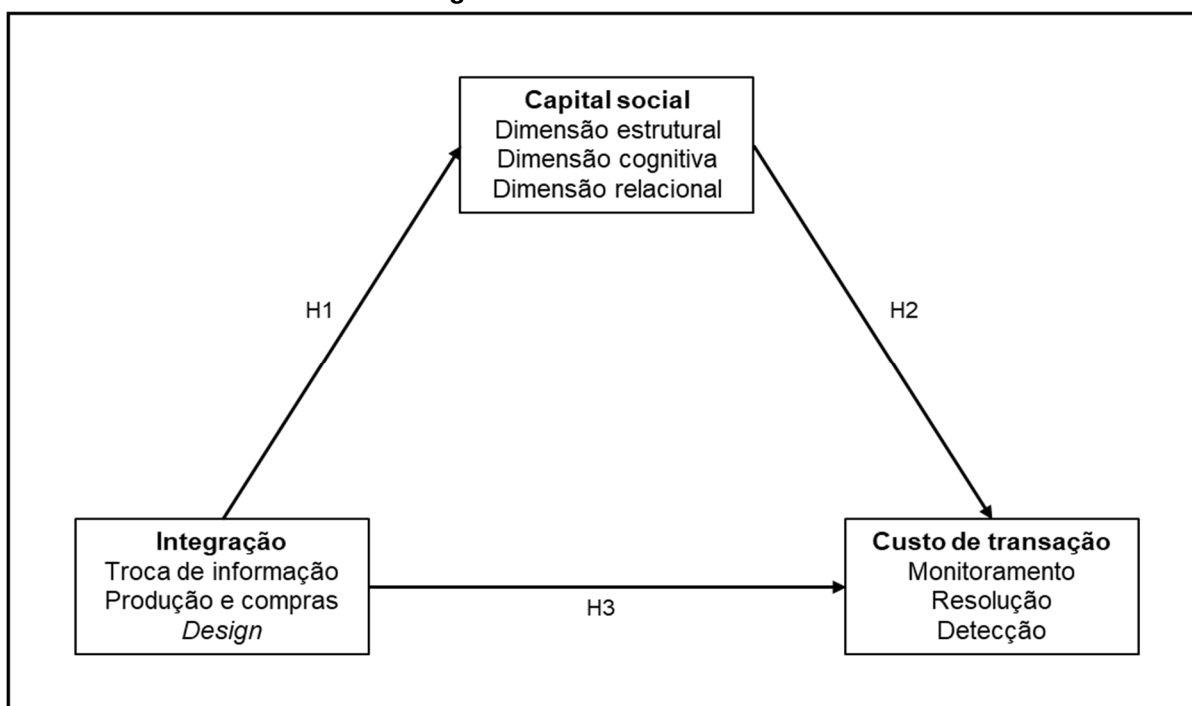 Capital social
Dimensão estrutural
Dimensão cognitiva
Dimensão relacional
H1
H2
Integração
Troca de informação
Produção e compras
Design
H3
Custo de transação
Monitoramento
Resolução
Detecção